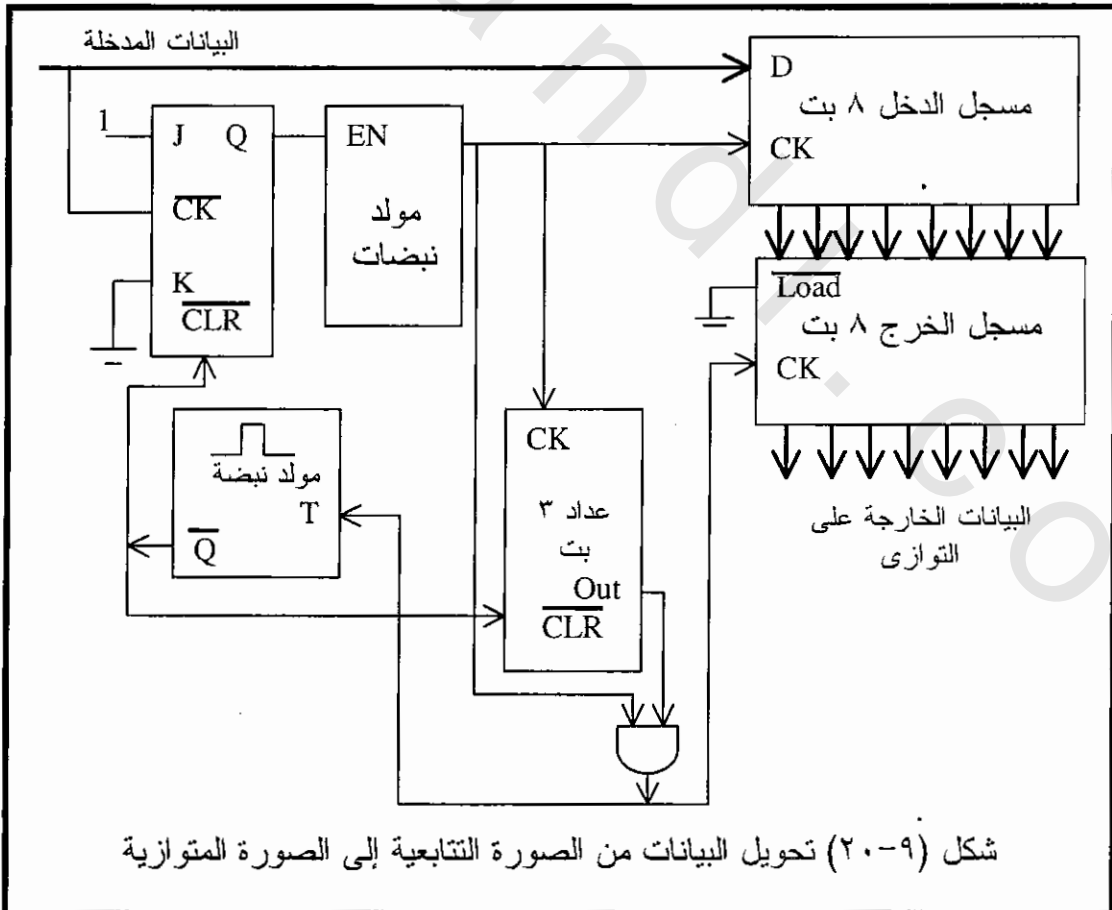 البيانات المدخلة
D
مسجل الدخل ٨ بت
CK
1
J Q
CK
K
CLR
EN
مولد
نبضات
Load
مسجل الخرج ٨ بت
CK
البيانات الخارجة على
التوازى
مولد نبضة
T
Q
CK
عداد ٣
بت
Out
CLR
شكل (٩-٢٠) تحويل البيانات من الصورة التتابعية إلى الصورة المتوازية